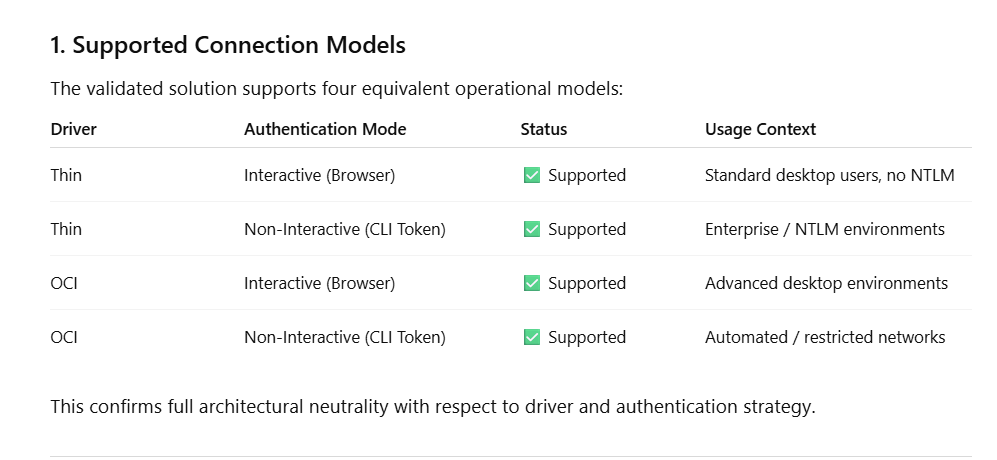 1. Supported Connection Models
The validated solution supports four equivalent operational models:
Driver Authentication Mode Status Usage Context
Thin Interactive (Browser) ✅ Supported Standard desktop users, no NTLM
Thin Non-Interactive (CLI Token) ✅ Supported Enterprise / NTLM environments
OCI Interactive (Browser) ✅ Supported Advanced desktop environments
OCI Non-Interactive (CLI Token) ✅ Supported Automated / restricted networks
This confirms full architectural neutrality with respect to driver and authentication strategy.